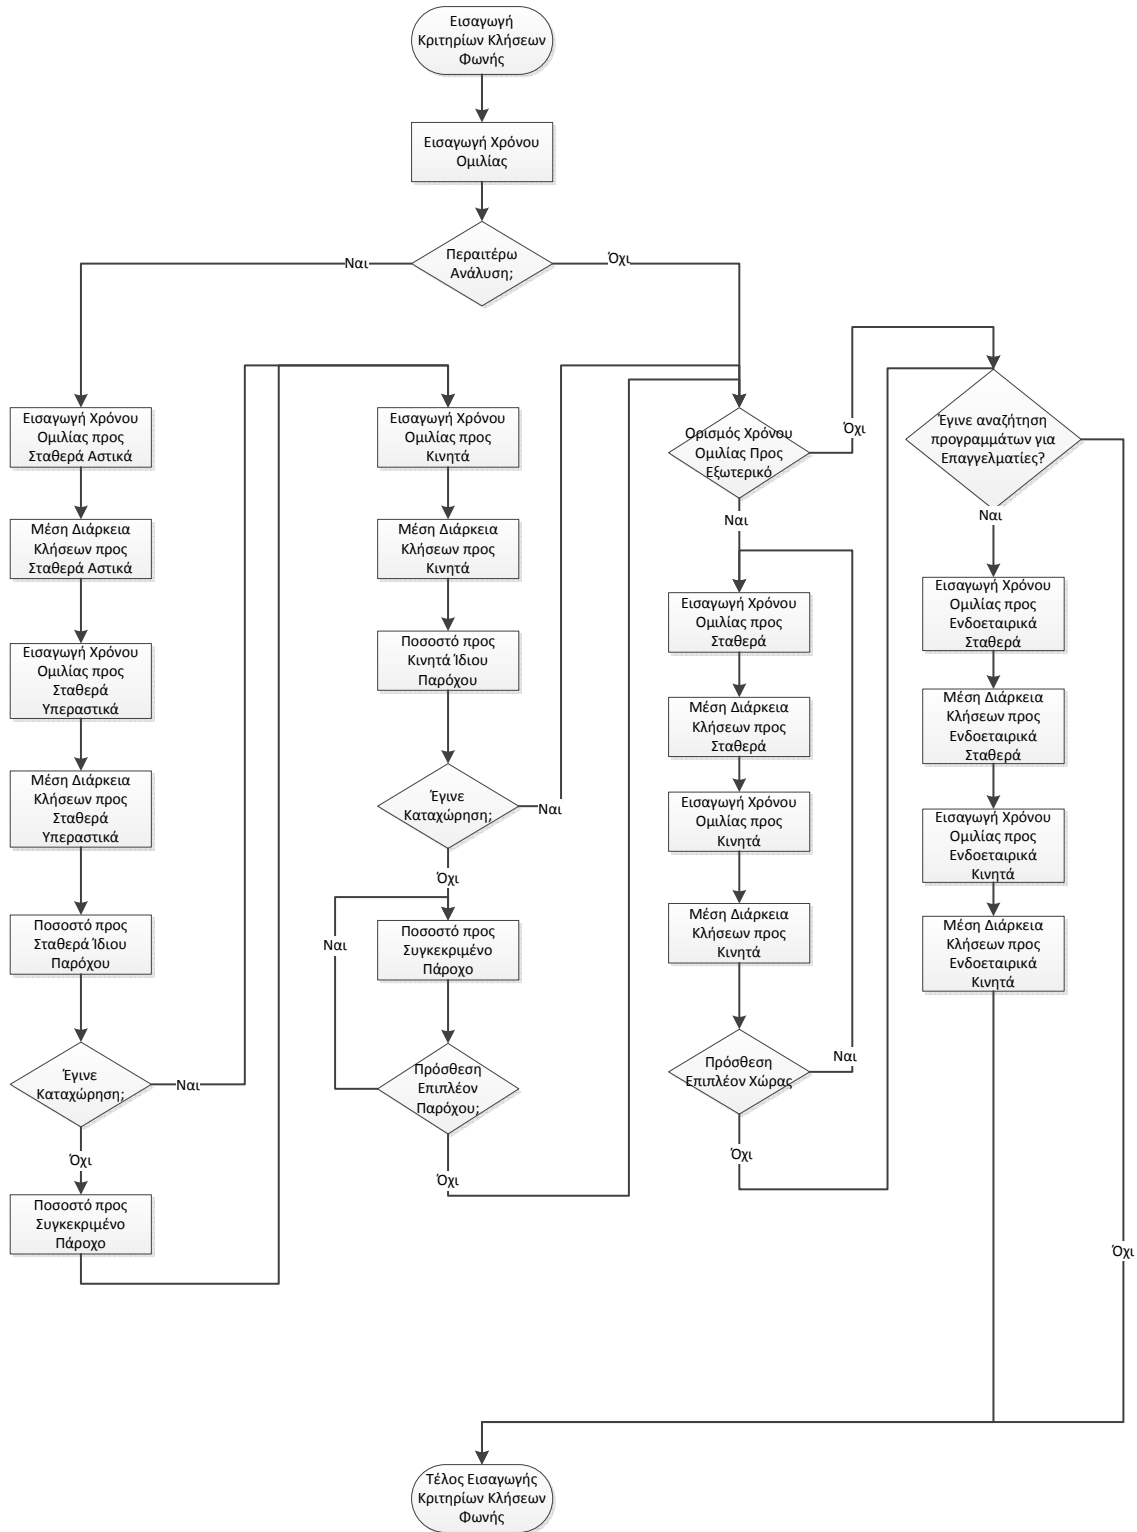 Εισαγωγή
Κριτηρίων Κλήσεων
Φωνής
Εισαγωγή Χρόνου
Ομιλίας
Περαιτέρω
Ανάλυση;
Ναι
Όχι
Εισαγωγή Χρόνου
Ομιλίας προς
Σταθερά Αστικά
Μέση Διάρκεια
Κλήσεων προς
Σταθερά Αστικά
Εισαγωγή Χρόνου
Ομιλίας προς
Σταθερά
Υπεραστικά
Μέση Διάρκεια
Κλήσεων προς
Σταθερά
Υπεραστικά
Ποσοστό προς
Σταθερά Ίδιου
Παρόχου
Έγινε
Καταχώρηση;
Ναι
Όχι
Ποσοστό προς
Συγκεκριμένο
Πάροχο
Εισαγωγή Χρόνου
Ομιλίας προς
Κινητά
Μέση Διάρκεια
Κλήσεων προς
Κινητά
Ποσοστό προς
Κινητά Ίδιου
Παρόχου
Έγινε
Καταχώρηση;
Ναι
Όχι
Ναι
Ποσοστό προς
Συγκεκριμένο
Πάροχο
Πρόσθεση
Επιπλέον
Παρόχου;
Όχι
Ορισμός Χρόνου
Ομιλίας Προς
Εξωτερικό
Όχι
Ναι
Εισαγωγή Χρόνου
Ομιλίας προς
Σταθερά
Μέση Διάρκεια
Κλήσεων προς
Σταθερά
Εισαγωγή Χρόνου
Ομιλίας προς
Κινητά
Μέση Διάρκεια
Κλήσεων προς
Κινητά
Πρόσθεση
Επιπλέον Χώρας
Ναι
Όχι
Έγινε αναζήτηση
προγραμμάτων για
Επαγγελματίες?
Ναι
Εισαγωγή Χρόνου
Ομιλίας προς
Ενδοεταιρικά
Σταθερά
Μέση Διάρκεια
Κλήσεων προς
Ενδοεταιρικά
Σταθερά
Εισαγωγή Χρόνου
Ομιλίας προς
Ενδοεταιρικά
Κινητά
Μέση Διάρκεια
Κλήσεων προς
Ενδοεταιρικά
Κινητά
Όχι
Τέλος Εισαγωγής
Κριτηρίων Κλήσεων
Φωνής